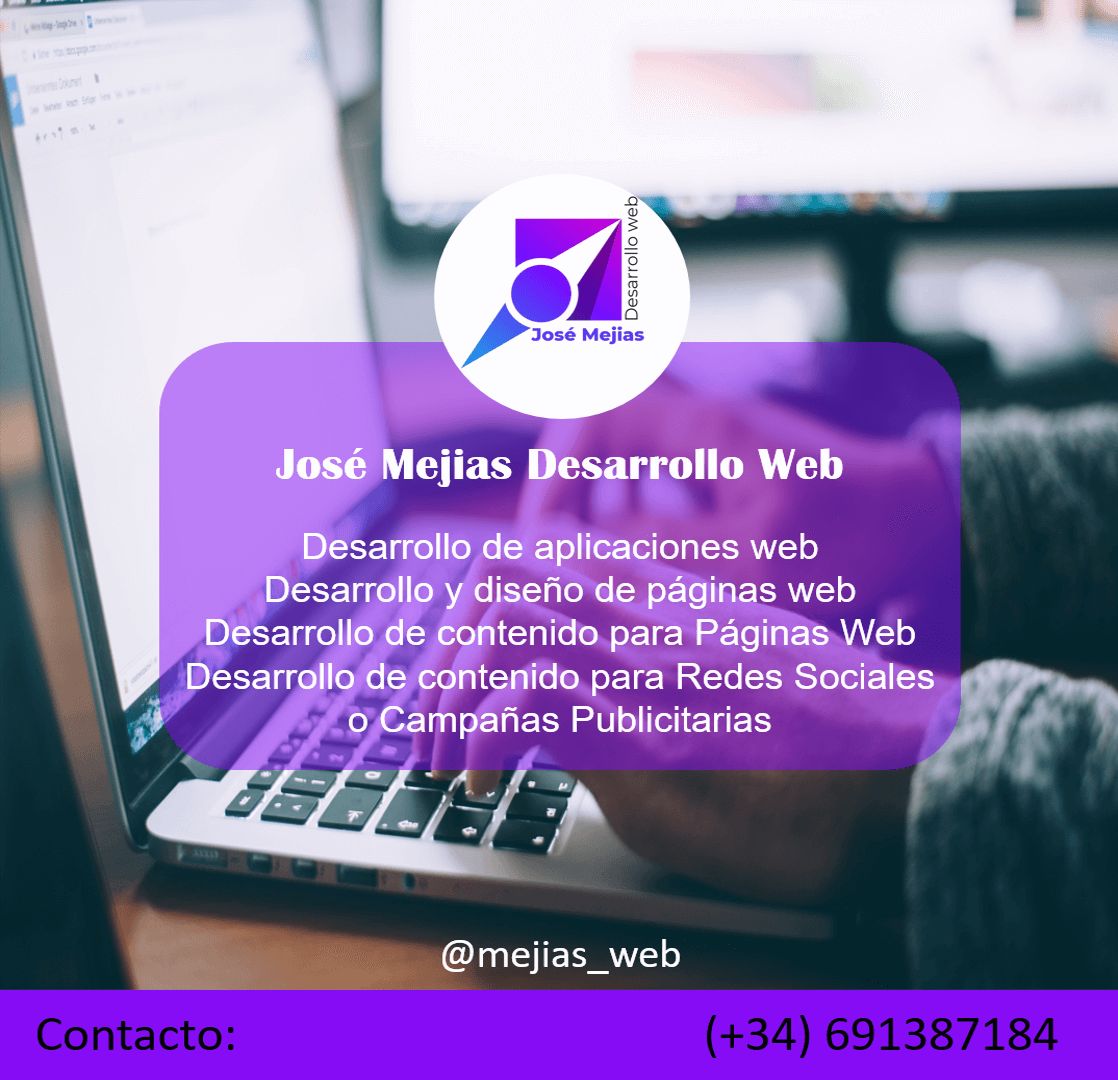 Desarrollo web
José Mejias
José Mejias Desarrollo Web
Desarrollo de aplicaciones web
Desarrollo y diseño de páginas web
Desarrollo de contenido para Páginas Web
Desarrollo de contenido para Redes Sociales
o Campañas Publicitarias
@mejias_web
Contacto:
(+34) 691387184